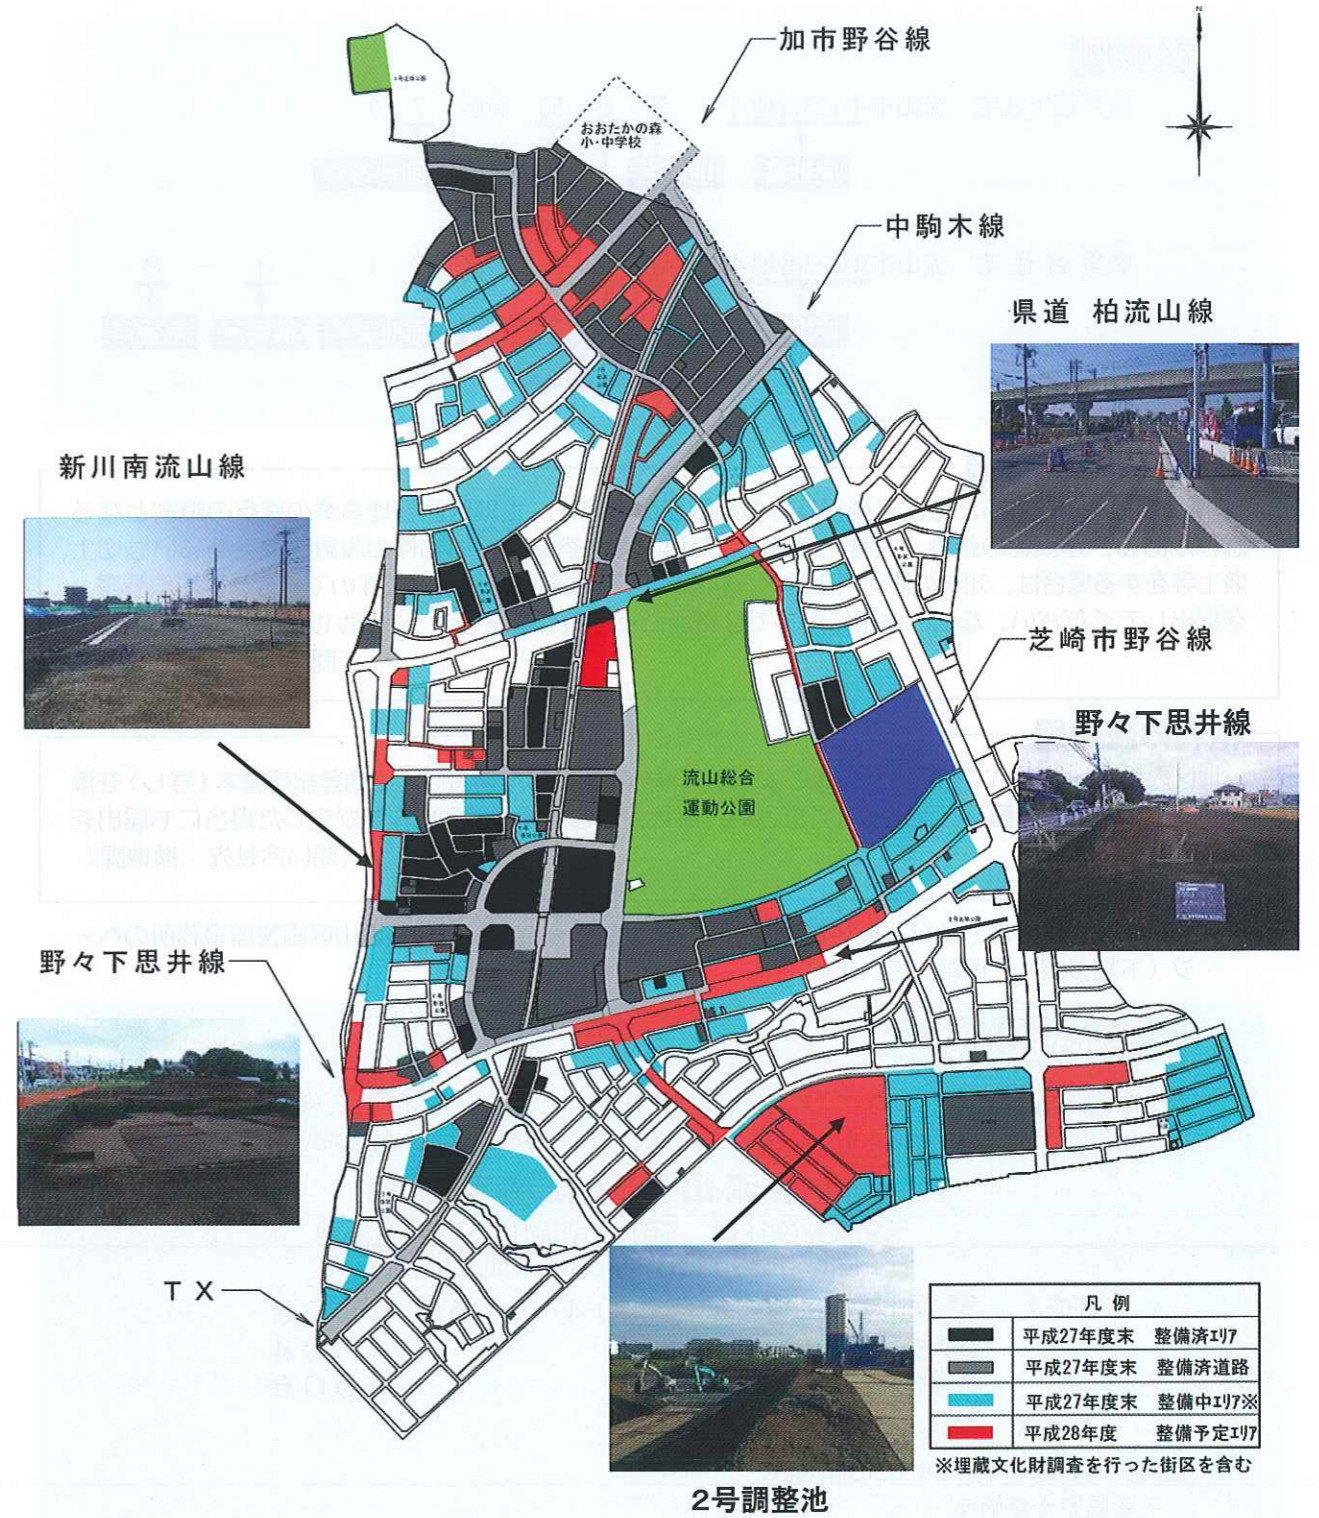 N
加市野谷線
おおたかの森
小・中学校
中駒木線
県道 柏流山線
新川南流山線
芝崎市野谷線
野々下思井線
流山総合
運動公園
野々下思井線
TX
凡例
平成27年度末 整備済エリア
平成27年度末 整備済道路
平成27年度末 整備中エリア※
平成28年度 整備予定エリア
※埋蔵文化財調査を行った街区を含む
2号調整池